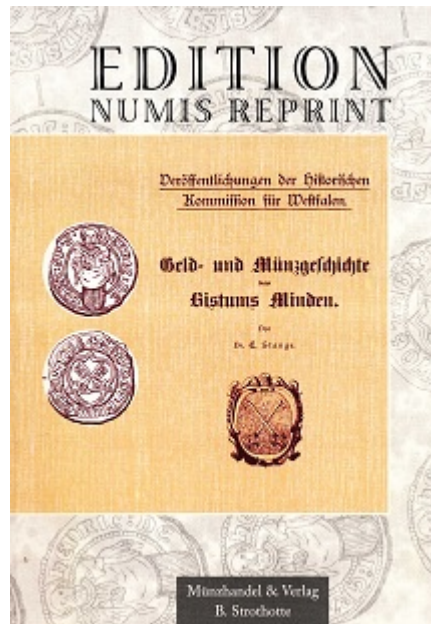 EDITION
NUMIS REPRINT
Veröffentlichungen der Historischen
Kommission für Westfalen.
Geld- und Münzgeschichte
des
Bistums Minden.
Von
Dr. E. Stange.
Münzhandel & Verlag
B. Strothotte